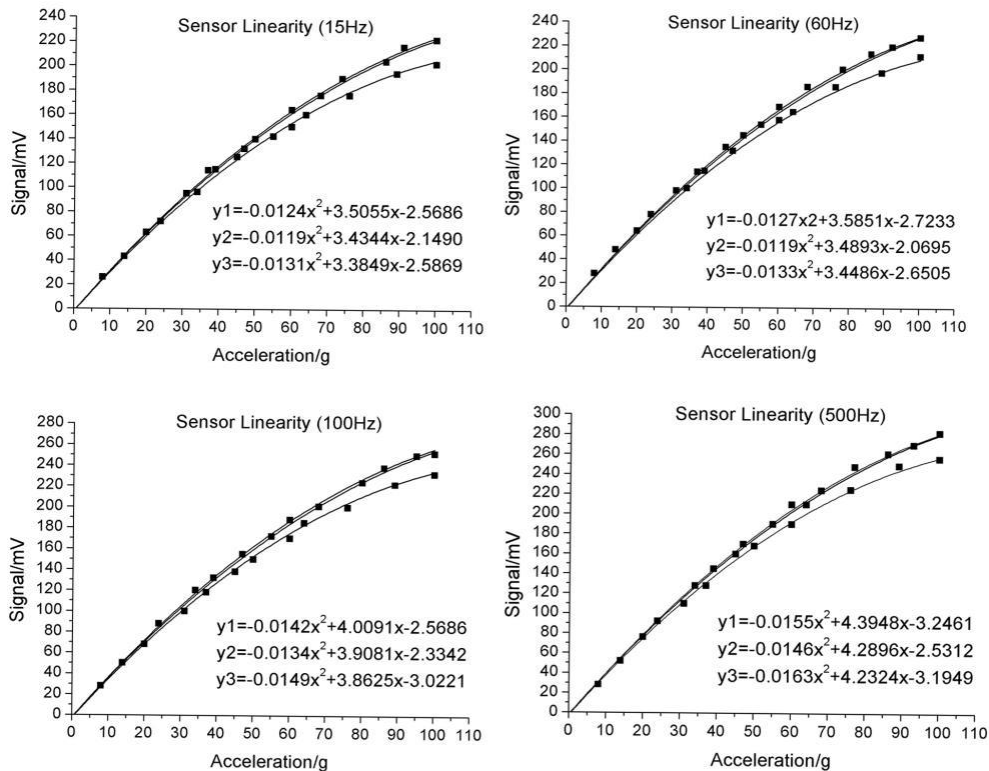 Sensor Linearity (15Hz)
Signal/mV
240
220
200
180
160
140
120
100
80
60
40
20
0
y1=-0.0124x²+3.5055x-2.5686
y2=-0.0119x²+3.4344x-2.1490
y3=-0.0131x²+3.3849x-2.5869
0 10 20 30 40 50 60 70 80 90 100 110
Acceleration/g
Sensor Linearity (60Hz)
Signal/mV
240
220
200
180
160
140
120
100
80
60
40
20
0
y1=-0.0127x2+3.5851x-2.7233
y2=-0.0119x²+3.4893x-2.0695
y3=-0.0133x²+3.4486x-2.6505
0 10 20 30 40 50 60 70 80 90 100 110
Acceleration/g
Sensor Linearity (100Hz)
Signal/mV
280
260
240
220
200
180
160
140
120
100
80
60
40
20
0
y1=-0.0142x²+4.0091x-2.5686
y2=-0.0134x²+3.9081x-2.3342
y3=-0.0149x²+3.8625x-3.0221
0 10 20 30 40 50 60 70 80 90 100 110
Acceleration/g
Sensor Linearity (500Hz)
Signal/mV
300
280
260
240
220
200
180
160
140
120
100
80
60
40
20
0
y1=-0.0155x²+4.3948x-3.2461
y2=-0.0146x²+4.2896x-2.5312
y3=-0.0163x²+4.2324x-3.1949
0 10 20 30 40 50 60 70 80 90 100 110
Acceleration/g